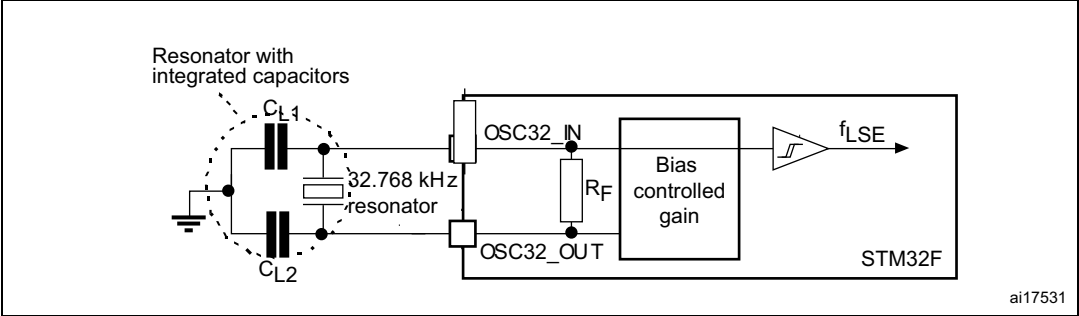 Resonator with
integrated capacitors
CL1
OSC32_IN
fLSE
Bias
controlled
gain
RF
32.768 kHz
resonator
OSC32_OUT
STM32F
CL2
ai17531